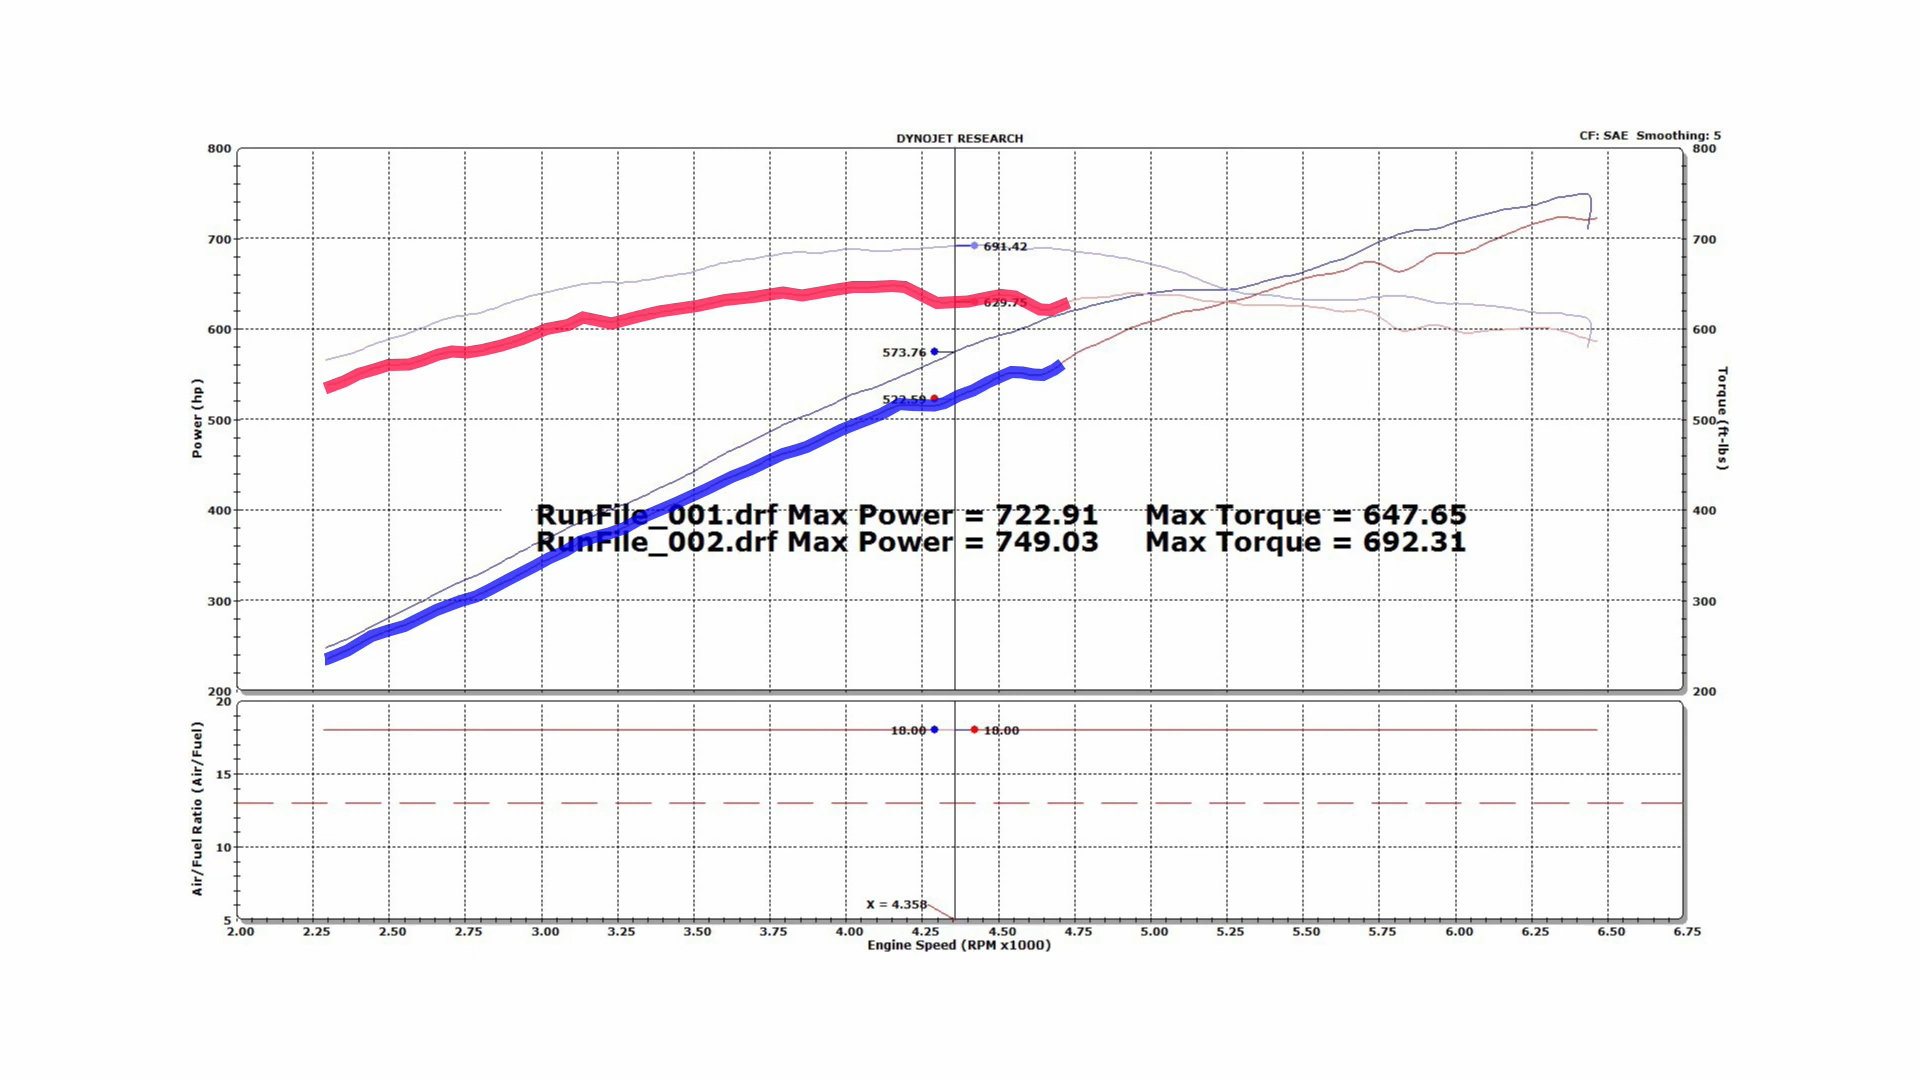 DYNOJET RESEARCH
CF: SAE Smoothing: 5
800
700
600
500
400
300
200
Power (hp)
800
700
600
500
400
300
200
Torque (ft-lbs)
691.42
629.75
573.76
522.59
RunFile_001.drf Max Power = 722.91 Max Torque = 647.65
RunFile_002.drf Max Power = 749.03 Max Torque = 692.31
20
15
10
5
Air/Fuel Ratio (Air/Fuel)
18.00
18.00
X = 4.358
2.00 2.25 2.50 2.75 3.00 3.25 3.50 3.75 4.00 4.25 4.50 4.75 5.00 5.25 5.50 5.75 6.00 6.25 6.50 6.75
Engine Speed (RPM x1000)